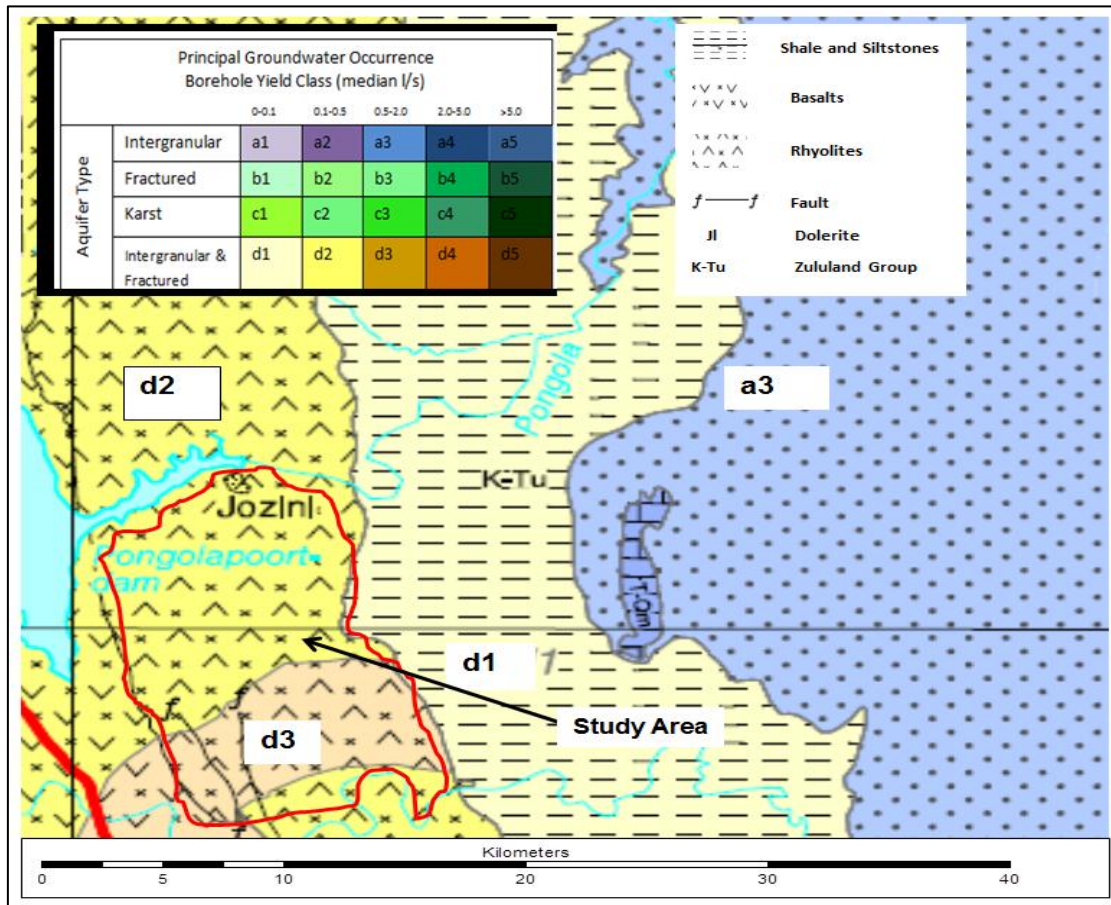 Principal Groundwater Occurrence
Borehole Yield Class (median l/s)
0-0.1 0.1-0.5 0.5-2.0 2.0-5.0 >5.0
Aquifer Type
Intergranular a1 a2 a3 a4 a5
Fractured b1 b2 b3 b4 b5
Karst c1 c2 c3 c4 c5
Intergranular &
Fractured d1 d2 d3 d4 d5
Shale and Siltstones
Basalts
Rhyolites
f f Fault
Jl Dolerite
K-Tu Zululand Group
d2
a3
Pongola
K-Tu
Jozini
Pongolapoort-
dam
T-Qm
d1
Study Area
f
f
d3
f
Kilometers
0 5 10 20 30 40